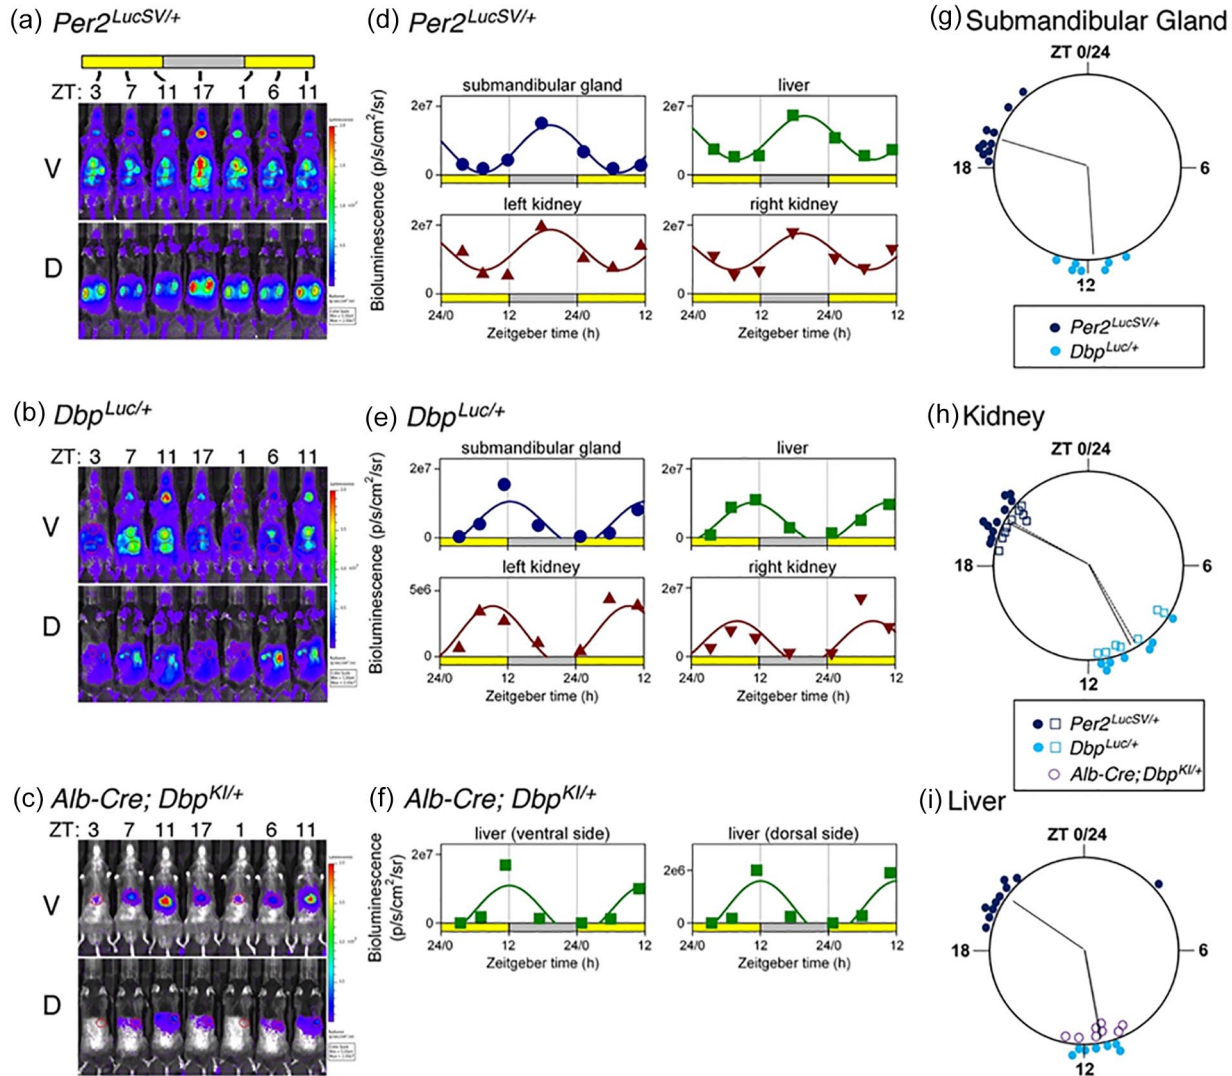 (a) Per2LucSV/+
ZT: 3 7 11 17 1 6 11
V
D
(d) Per2LucSV/+
submandibular gland
liver
2e7
0
2e7
0
left kidney
right kidney
2e7
0
2e7
0
24/0 12 24/0 12
24/0 12 24/0 12
Zeitgeber time (h)
Zeitgeber time (h)
Bioluminescence (p/s/cm2/sr)
(g) Submandibular Gland
ZT 0/24
18
6
12
Per2LucSV/+
DbpLuc/+
(b) DbpLuc/+
ZT: 3 7 11 17 1 6 11
V
D
(e) DbpLuc/+
submandibular gland
liver
2e7
0
2e7
0
left kidney
right kidney
5e6
0
2e7
0
24/0 12 24/0 12
24/0 12 24/0 12
Zeitgeber time (h)
Zeitgeber time (h)
Bioluminescence (p/s/cm2/sr)
(h) Kidney
ZT 0/24
18
6
12
Per2LucSV/+
DbpLuc/+
Alb-Cre; DbpKI/+
(c) Alb-Cre; DbpKI/+
ZT: 3 7 11 17 1 6 11
V
D
(f) Alb-Cre; DbpKI/+
liver (ventral side)
liver (dorsal side)
2e7
0
2e6
0
24/0 12 24/0 12
24/0 12 24/0 12
Zeitgeber time (h)
Zeitgeber time (h)
Bioluminescence
(p/s/cm2/sr)
(i) Liver
ZT 0/24
18
6
12